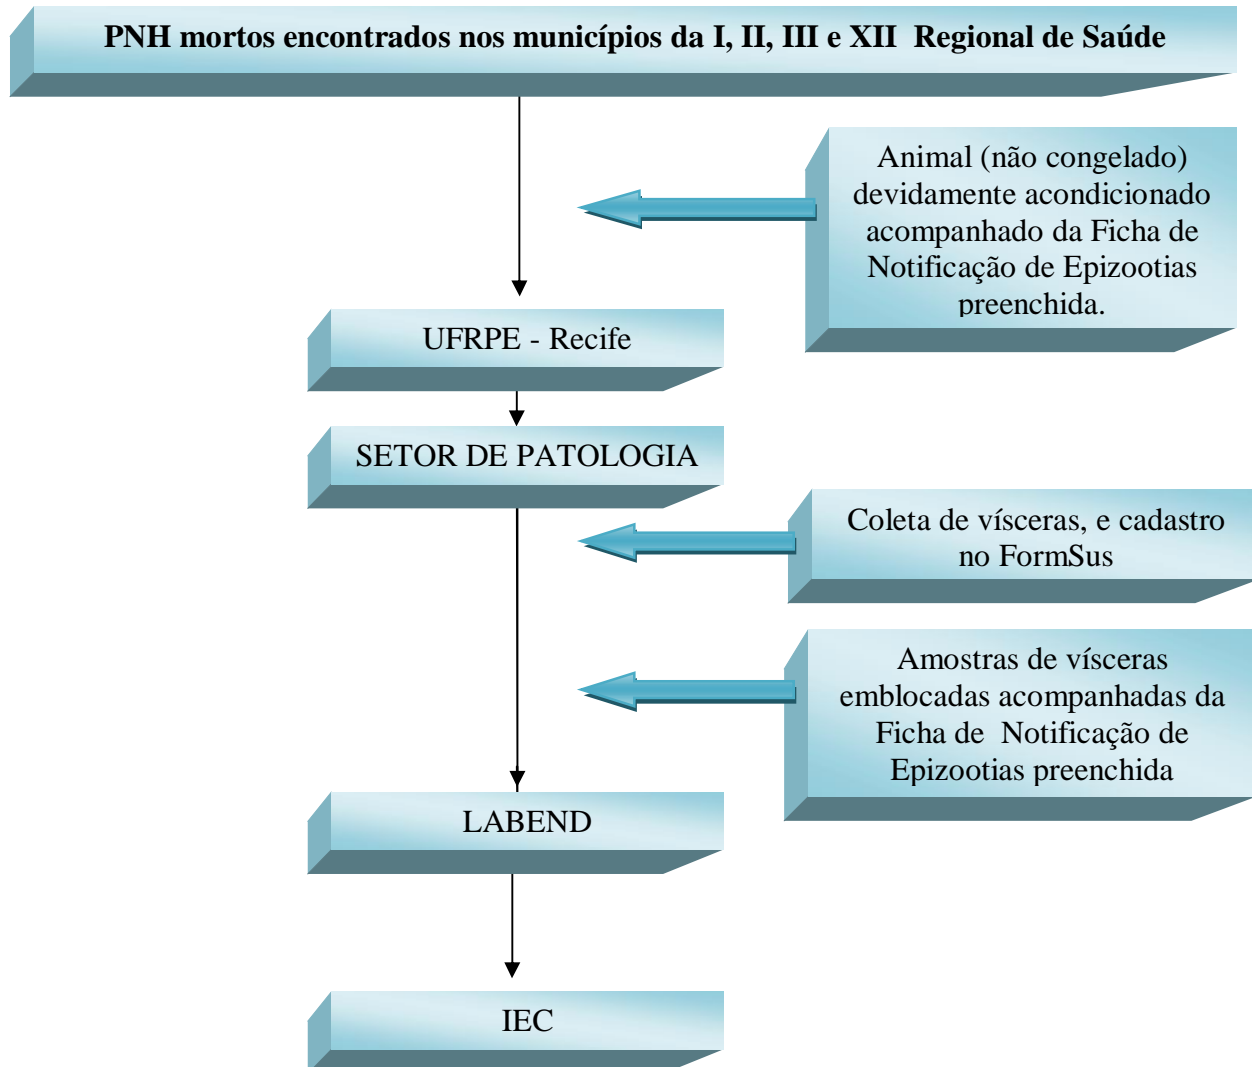 PNH mortos encontrados nos municípios da I, II, III e XII Regional de Saúde
Animal (não congelado)
devidamente acondicionado
acompanhado da Ficha de
Notificação de Epizootias
preenchida.
UFRPE - Recife
SETOR DE PATOLOGIA
Coleta de vísceras, e cadastro
no FormSus
Amostras de vísceras
emblocadas acompanhadas da
Ficha de Notificação de
Epizootias preenchida
LABEND
IEC